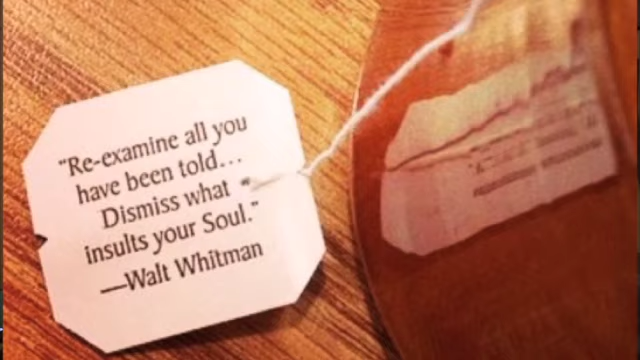 "Re-examine all you
have been told...
Dismiss what
insults your Soul."
—Walt Whitman